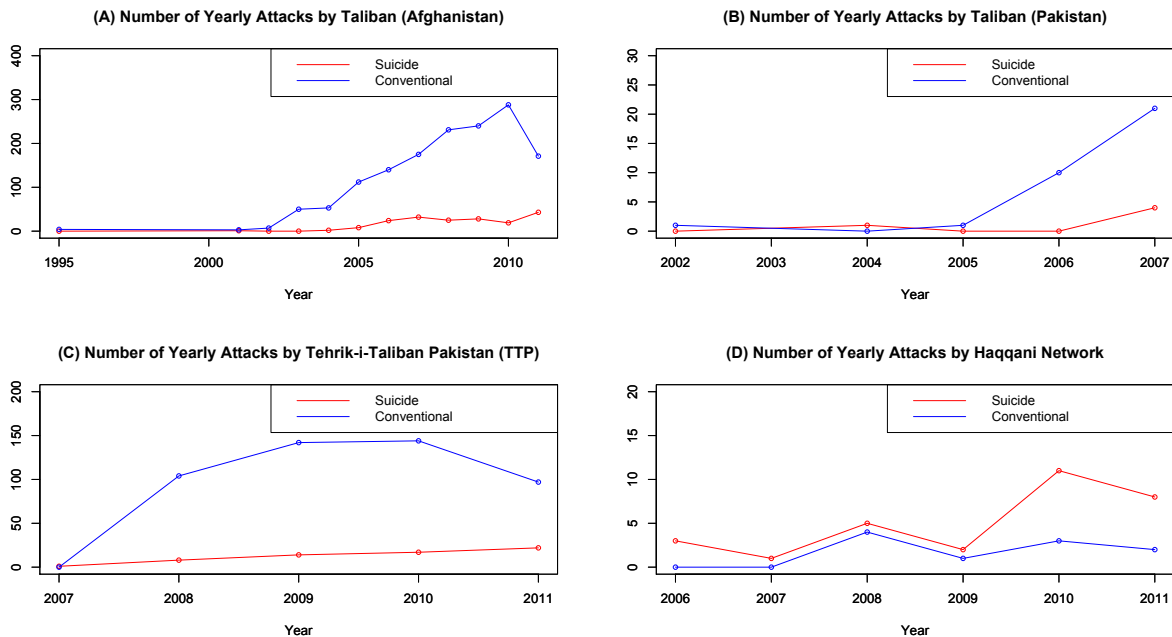 (A) Number of Yearly Attacks by Taliban (Afghanistan)
Suicide
Conventional
400
300
200
100
0
1995 2000 2005 2010
Year
(B) Number of Yearly Attacks by Taliban (Pakistan)
Suicide
Conventional
30
25
20
15
10
5
0
2002 2003 2004 2005 2006 2007
Year
(C) Number of Yearly Attacks by Tehrik-i-Taliban Pakistan (TTP)
Suicide
Conventional
200
150
100
50
0
2007 2008 2009 2010 2011
Year
(D) Number of Yearly Attacks by Haqqani Network
Suicide
Conventional
20
15
10
5
0
2006 2007 2008 2009 2010 2011
Year